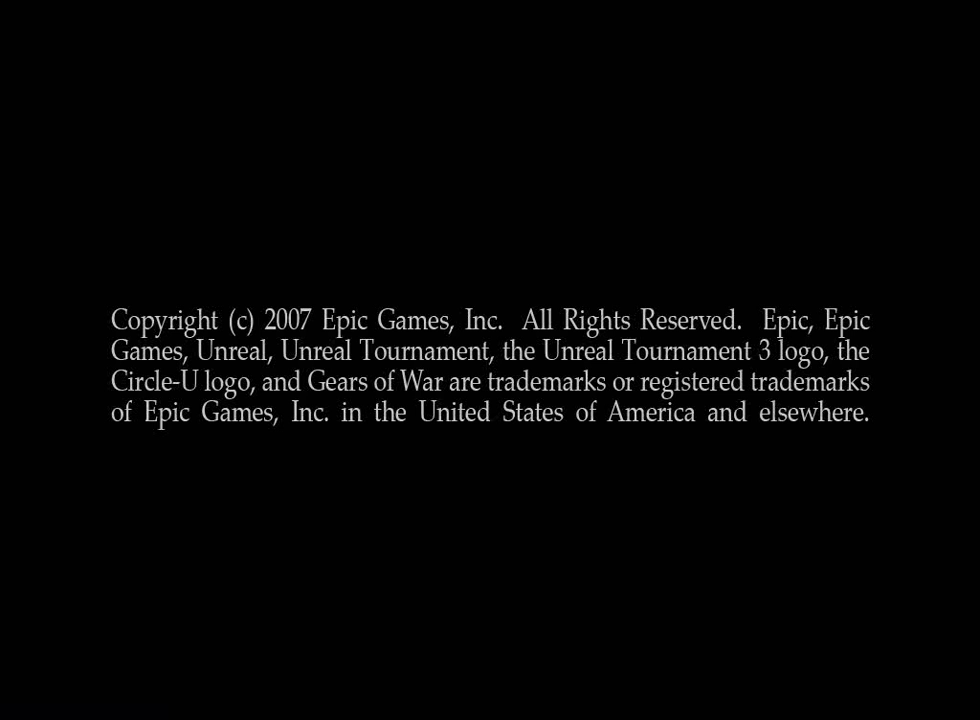 Copyright (c) 2007 Epic Games, Inc.  All Rights Reserved.  Epic, Epic
Games, Unreal, Unreal Tournament, the Unreal Tournament 3 logo, the
Circle-U logo, and Gears of War are trademarks or registered trademarks
of Epic Games, Inc. in the United States of America and elsewhere.